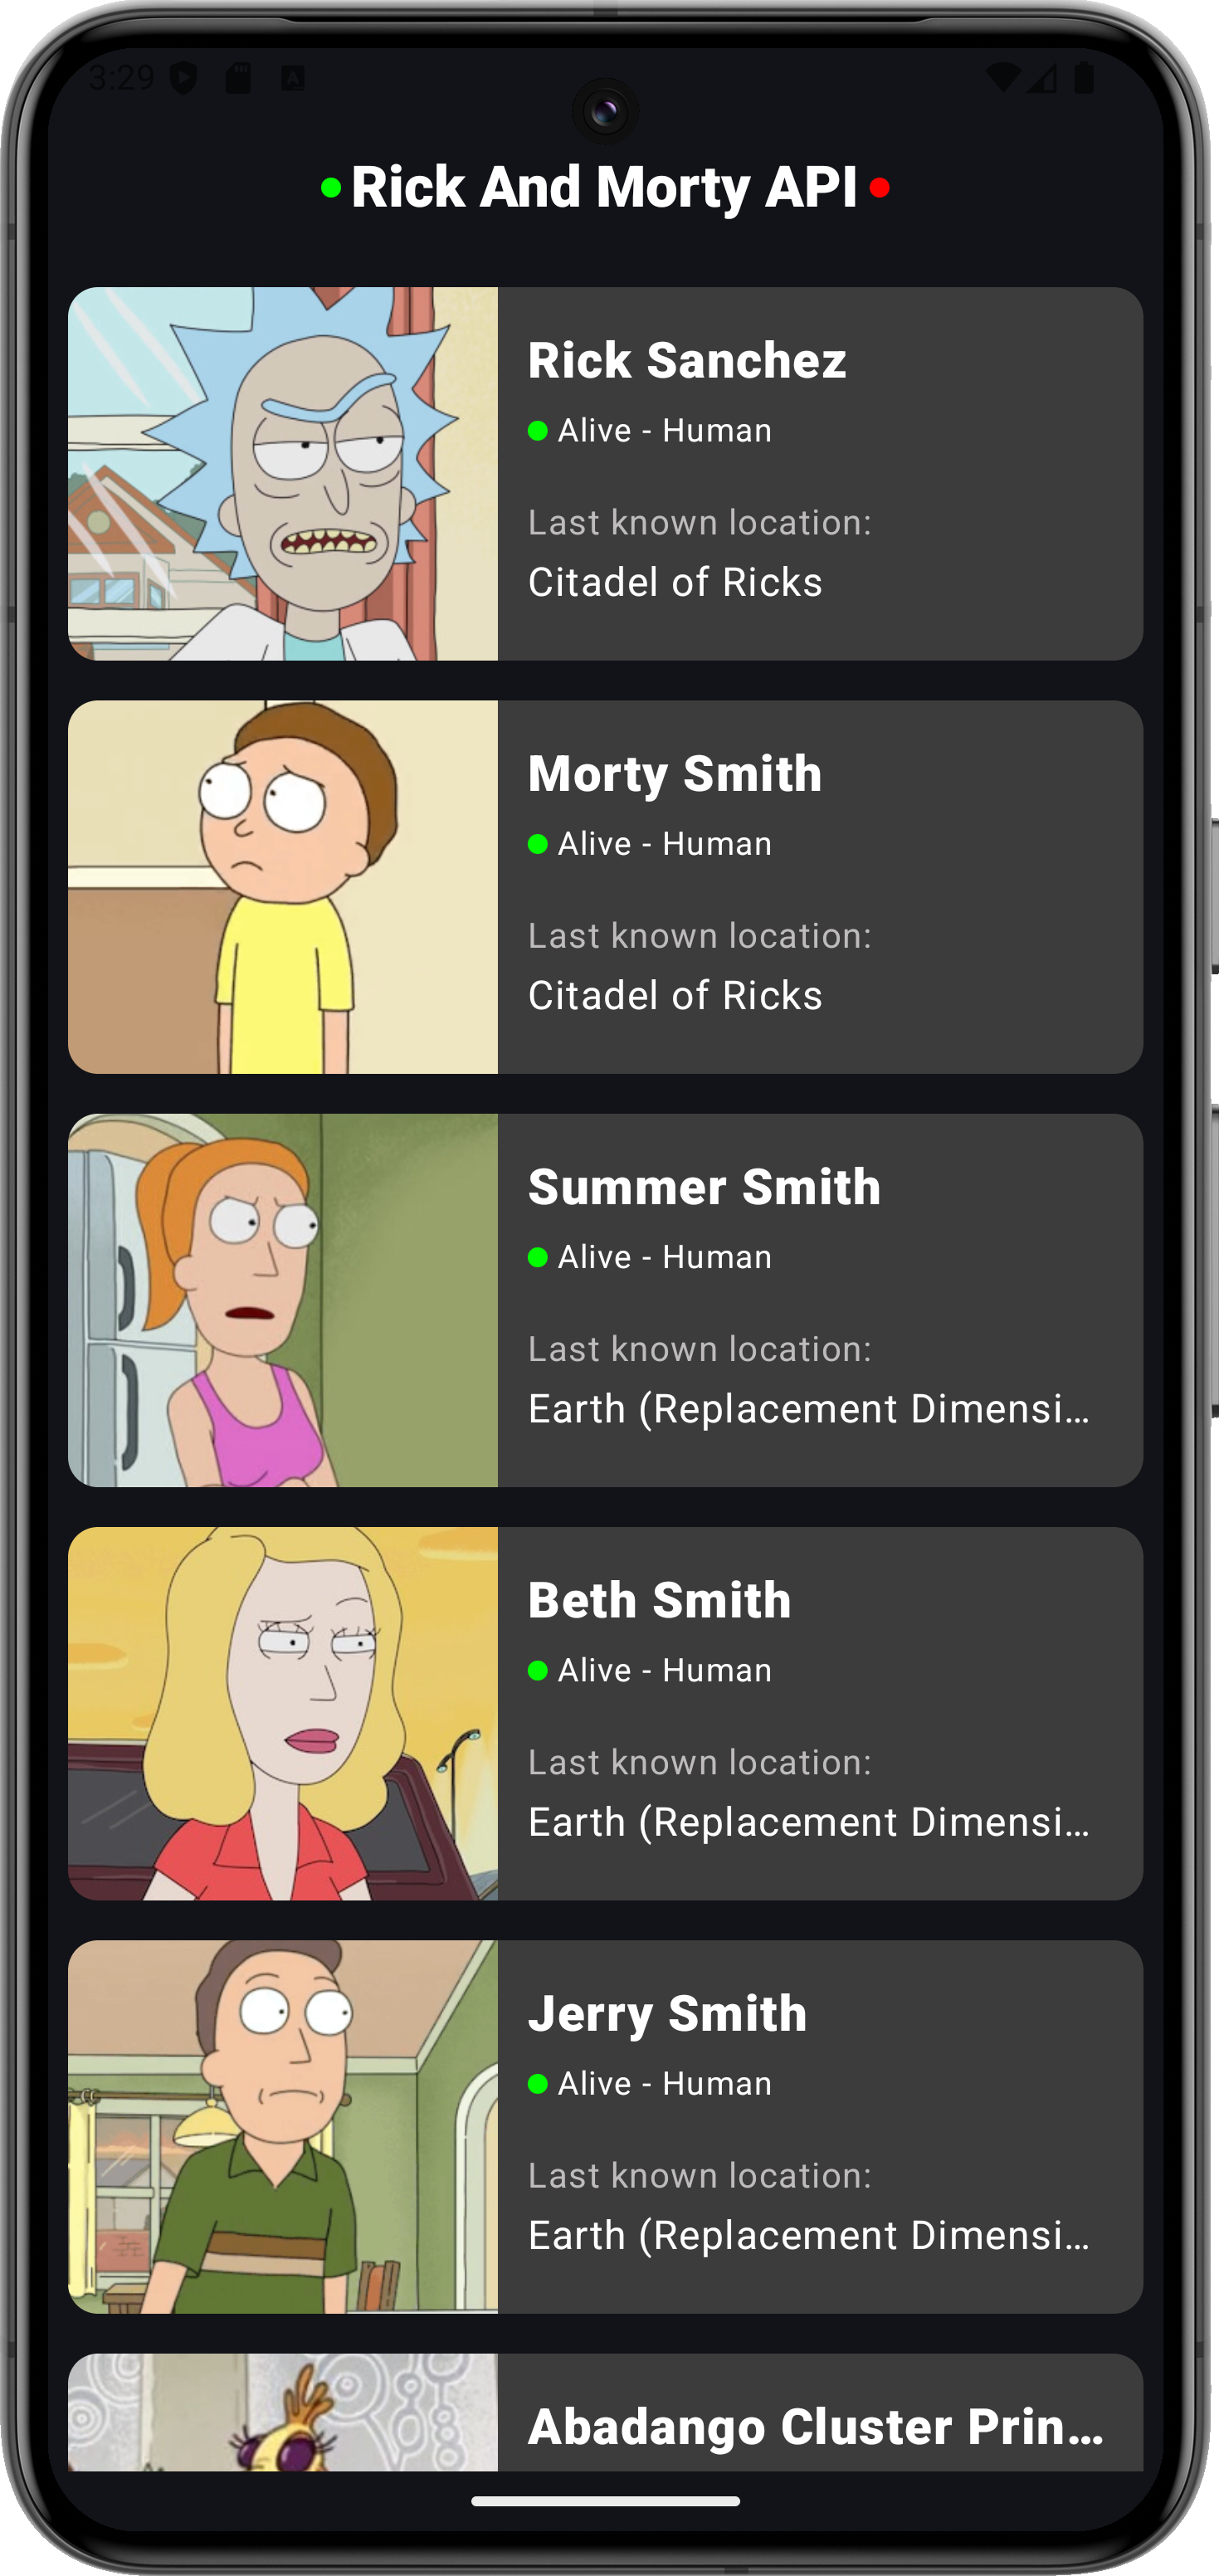 3:29
Rick And Morty API
Rick Sanchez
Alive - Human
Last known location:
Citadel of Ricks
Morty Smith
Alive - Human
Last known location:
Citadel of Ricks
Summer Smith
Alive - Human
Last known location:
Earth (Replacement Dimensi...
Beth Smith
Alive - Human
Last known location:
Earth (Replacement Dimensi...
Jerry Smith
Alive - Human
Last known location:
Earth (Replacement Dimensi...
Abadango Cluster Prin...